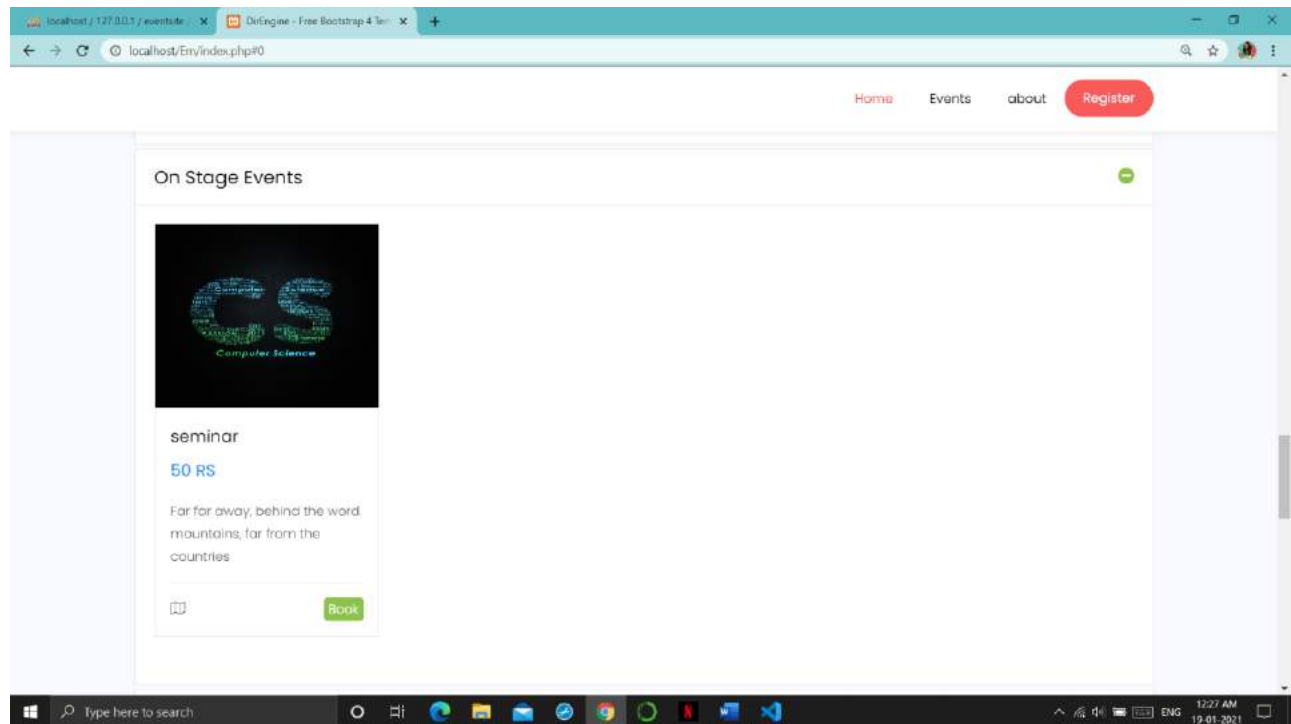 localhost / 127.0.0.1 / eventsite /
DirEngine - Free Bootstrap 4 Tem
localhost/Em/index.php#0
Home Events about Register
On Stage Events
CS
Computer Science
Computer Science
seminar
50 RS
Far far away, behind the word
mountains, far from the
countries
Book
Type here to search
ENG
12:27 AM
19-01-2021